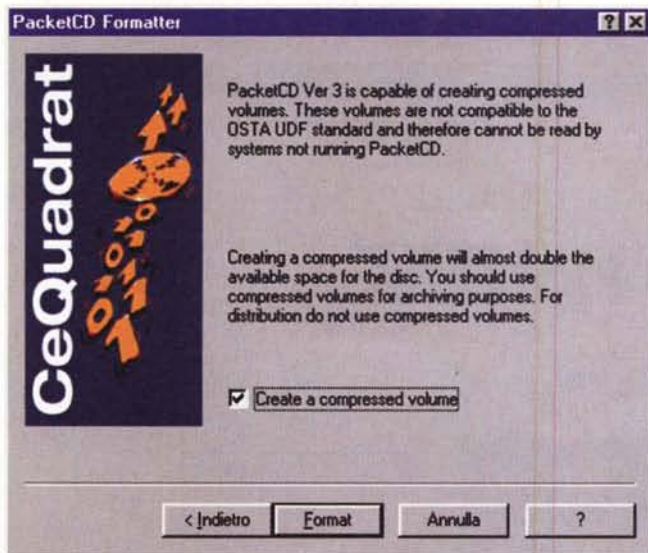 PacketCD Formatter
CeQuadrat
PacketCD Ver 3 is capable of creating compressed
volumes. These volumes are not compatible to the
OSTA UDF standard and therefore cannot be read by
systems not running PacketCD.
Creating a compressed volume will almost double the
available space for the disc. You should use
compressed volumes for archiving purposes. For
distribution do not use compressed volumes.
Create a compressed volume
< Indietro
Format
Annulla
?